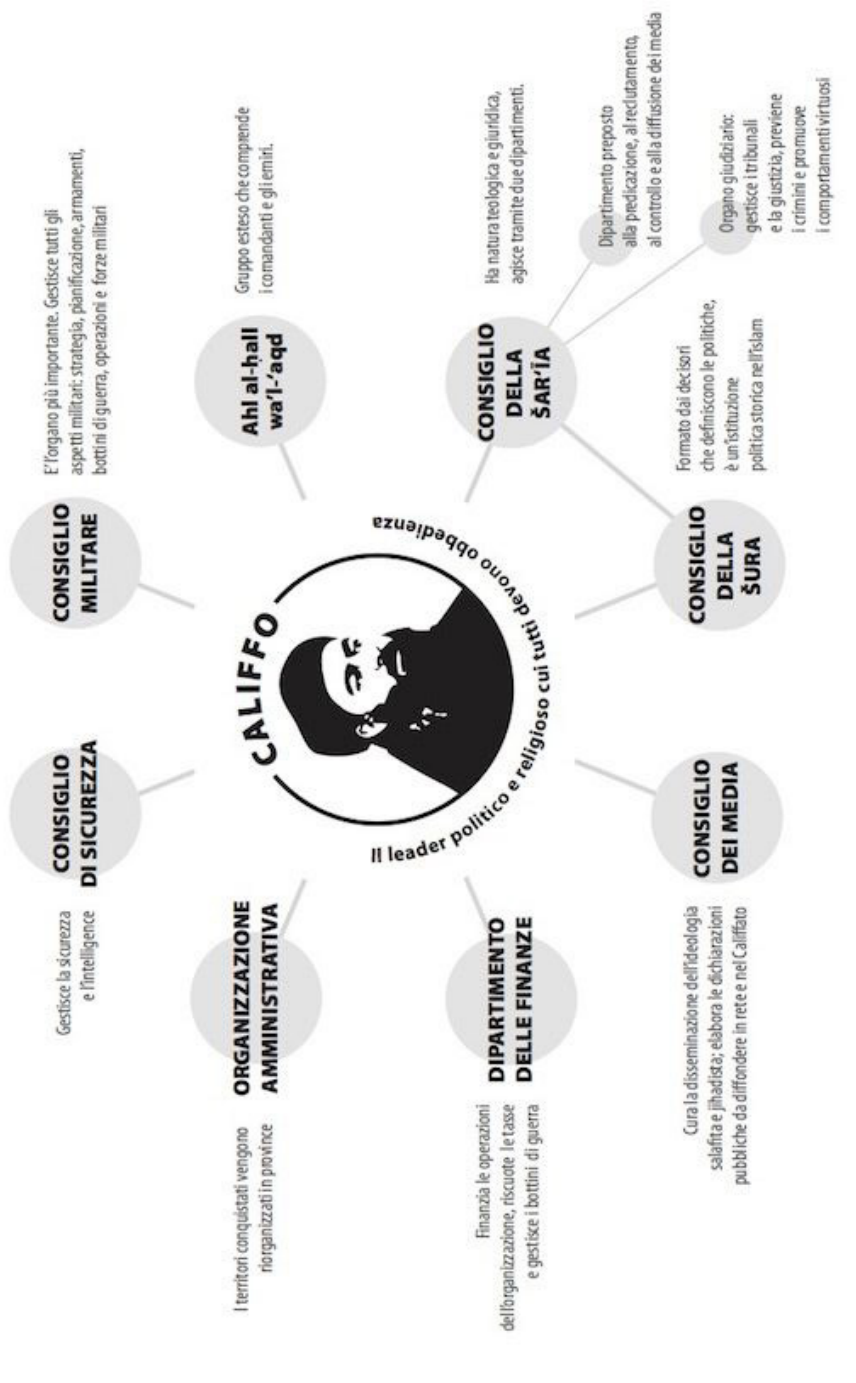 CALIFFO
Il leader politico e religioso cui tutti devono obbedienza
CONSIGLIO
DI SICUREZZA
Gestisce la sicurezza
e l'intelligence
CONSIGLIO
MILITARE
E' l'organo più importante. Gestisce tutti gli
aspetti militari: strategia, pianificazione, armamenti,
bottini di guerra, operazioni e forze militari
ORGANIZZAZIONE
AMMINISTRATIVA
I territori conquistati vengono
riorganizzati in province
Ahl al-ḥall
wa'l-'aqd
Gruppo esteso che comprende
i comandanti e gli emiri.
DIPARTIMENTO
DELLE FINANZE
Finanzia le operazioni
dell'organizzazione, riscuote le tasse
e gestisce i bottini di guerra
CONSIGLIO
DELLA
ŠAR'ĪA
Ha natura teologica e giuridica,
agisce tramite due dipartimenti.
Dipartimento preposto
alla predicazione, al reclutamento,
al controllo e alla diffusione dei media
Organo giudiziario:
gestisce i tribunali
e la giustizia, previene
i crimini e promuove
i comportamenti virtuosi
CONSIGLIO
DEI MEDIA
Cura la disseminazione dell'ideologia
salafita e jihadista; elabora le dichiarazioni
pubbliche da diffondere in rete e nel Califfato
CONSIGLIO
DELLA
ŠURA
Formato dai decisori
che definiscono le politiche,
è un'istituzione
politica storica nell'islam